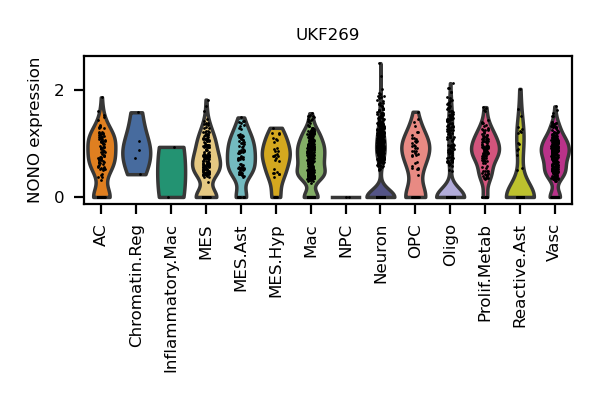 UKF269
NONO expression
2
0
AC
Chromatin.Reg
Inflammatory.Mac
MES
MES.Ast
MES.Hyp
Mac
NPC
Neuron
OPC
Oligo
Prolif.Metab
Reactive.Ast
Vasc